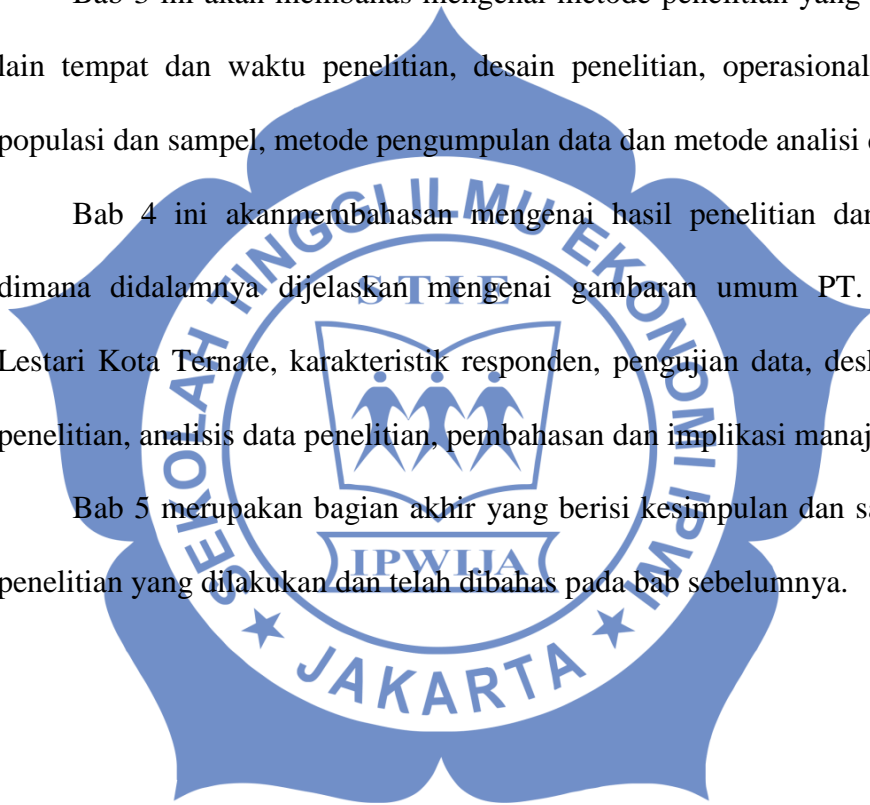 Bab 3 ini akan membahas mengenai metode penelitian yang
lain tempat dan waktu penelitian, desain penelitian, operasional
populasi dan sampel, metode pengumpulan data dan metode analisi
Bab 4 ini akanmembahasan mengenai hasil penelitian dan
dimana didalamnya dijelaskan mengenai gambaran umum PT.
Lestari Kota Ternate, karakteristik responden, pengujian data,
penelitian, analisis data penelitian, pembahasan dan implikasi
Bab 5 merupakan bagian akhir yang berisi kesimpulan dan
penelitian yang dilakukan dan telah dibahas pada bab sebelumnya.
SEKOLAH TINGGI ILMU EKONOMI IPWI
STIE
IPWIJA
★ JAKARTA ★